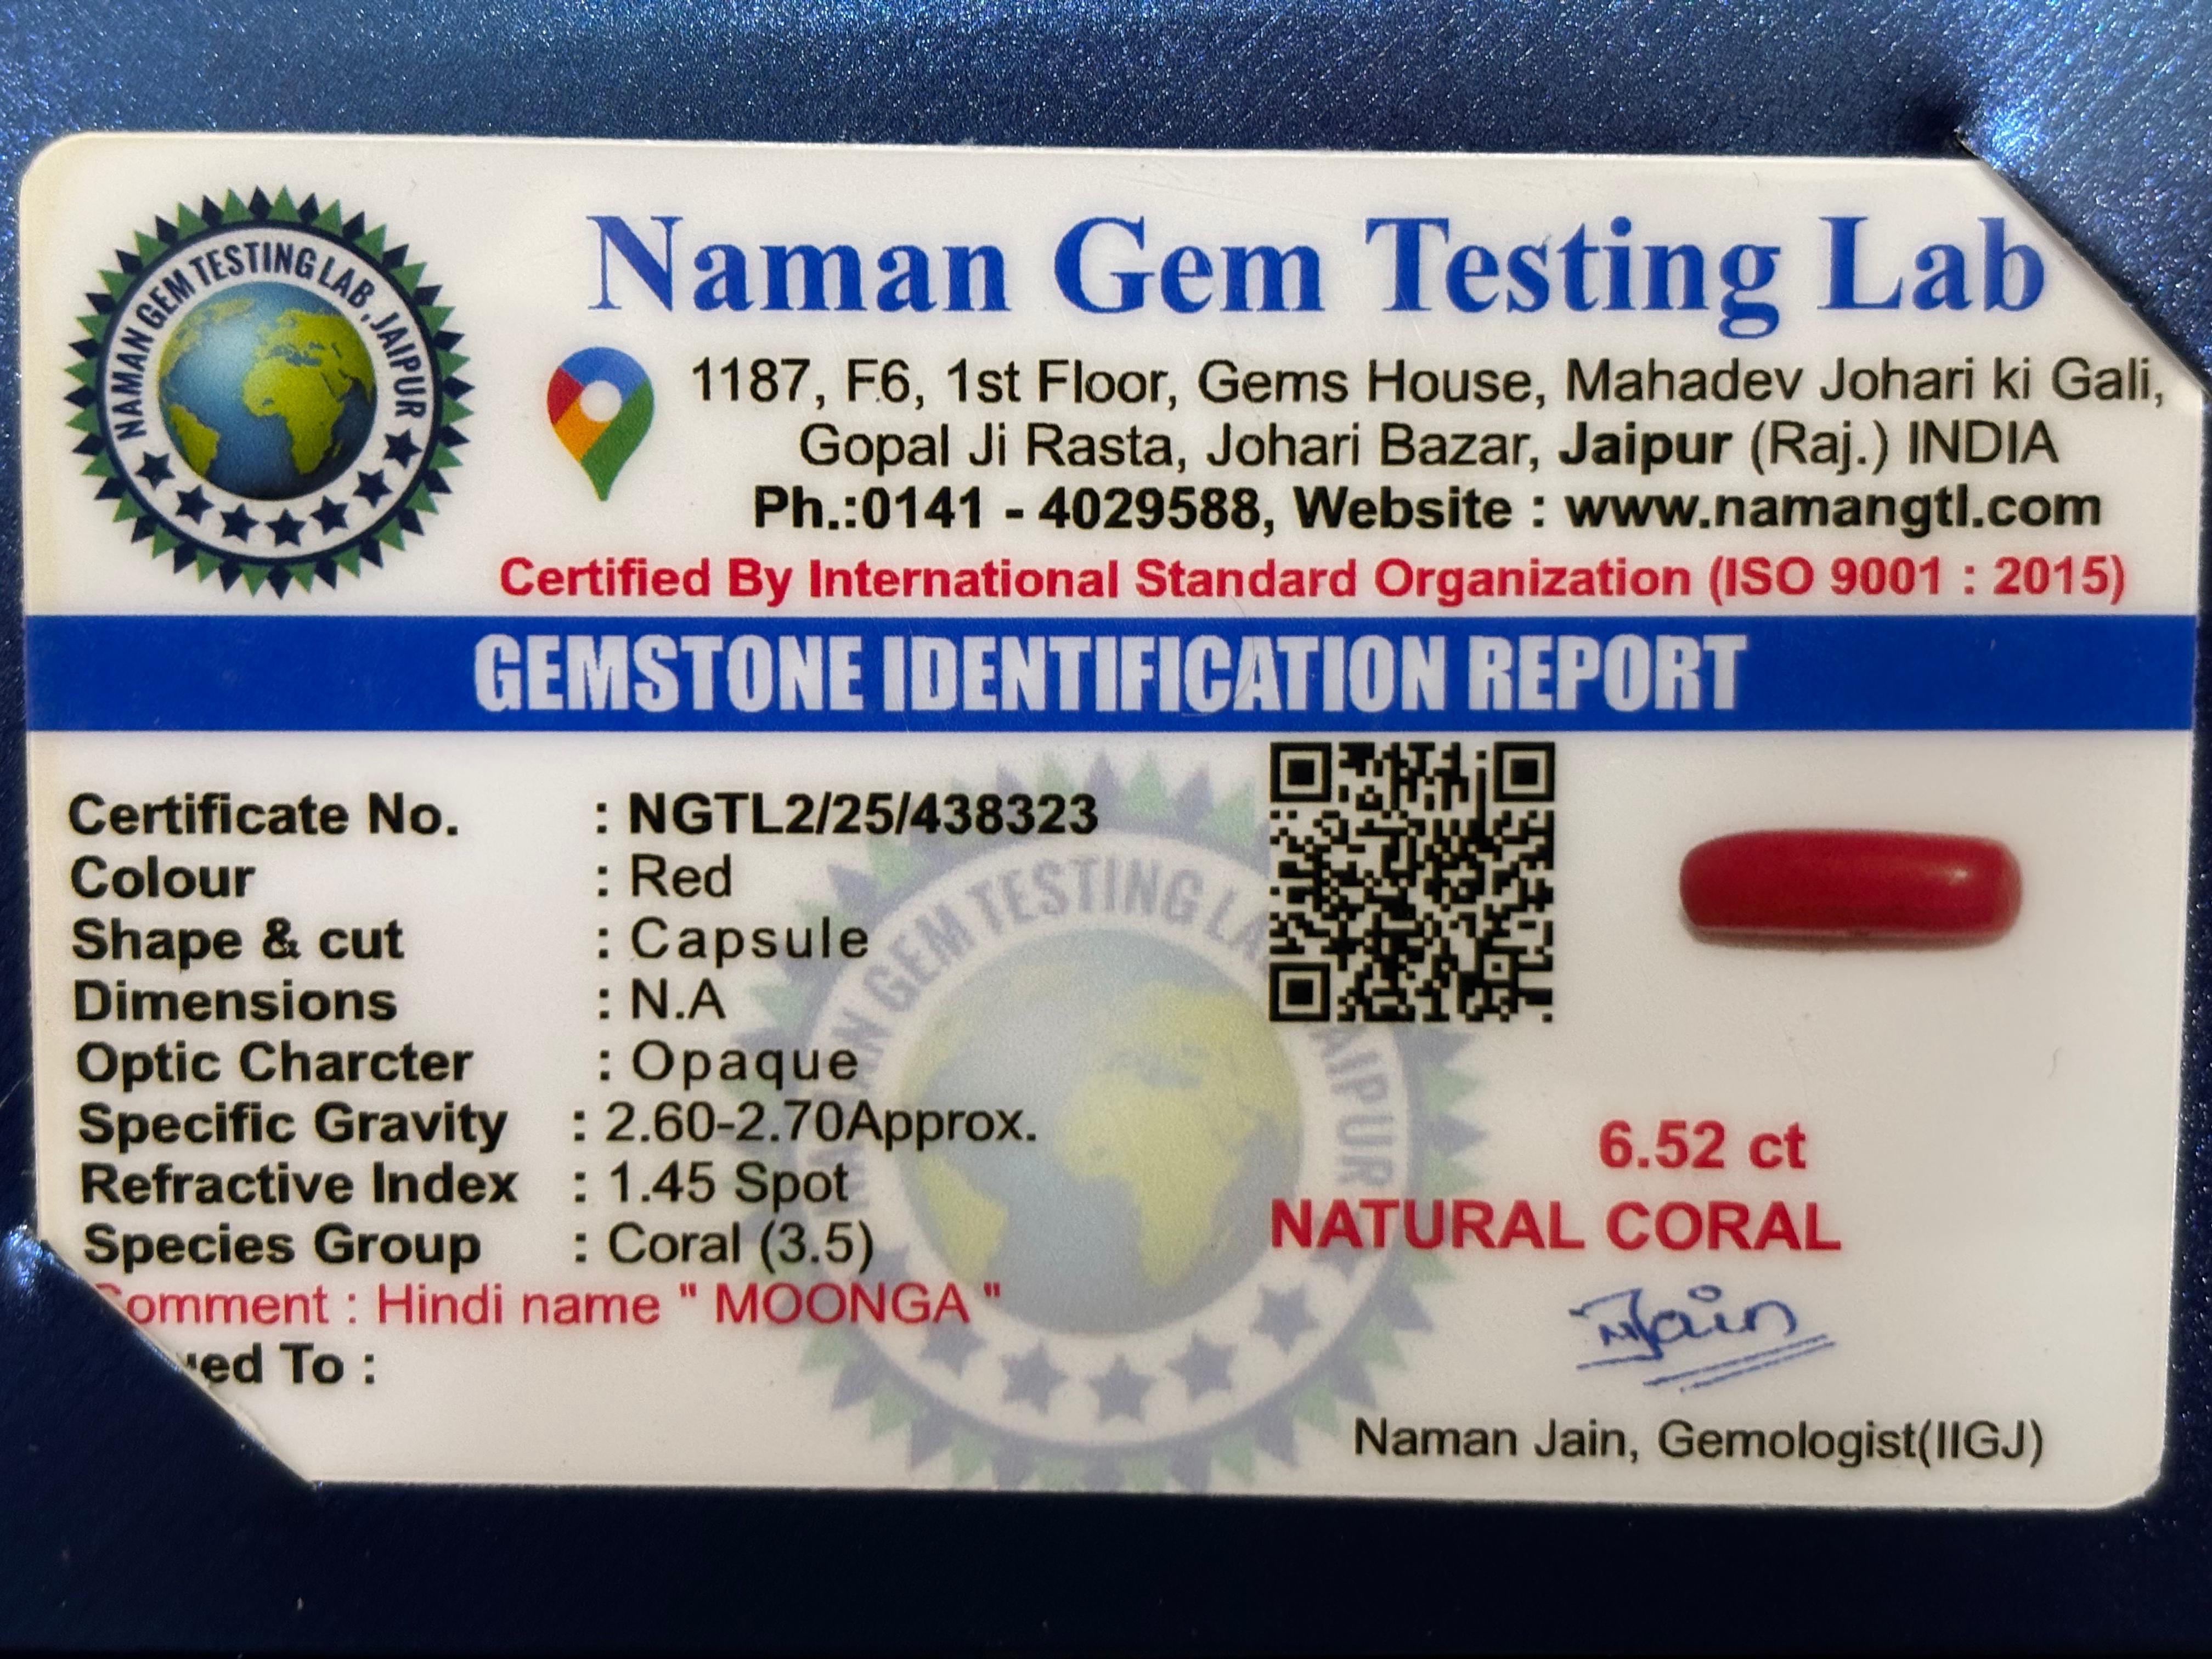 NAMAN GEM TESTING LAB, JAIPUR
Naman Gem Testing Lab
1187, F6, 1st Floor, Gems House, Mahadev Johari ki Gali,
Gopal Ji Rasta, Johari Bazar, Jaipur (Raj.) INDIA
Ph.:0141 - 4029588, Website : www.namangtl.com
Certified By International Standard Organization (ISO 9001 : 2015)
GEMSTONE IDENTIFICATION REPORT
Certificate No. : NGTL2/25/438323
Colour : Red
Shape & cut : Capsule
Dimensions : N.A
Optic Charcter : Opaque
Specific Gravity : 2.60-2.70Approx.
Refractive Index : 1.45 Spot
Species Group : Coral (3.5)
Comment : Hindi name " MOONGA "
ued To :
6.52 ct
NATURAL CORAL
NJain
Naman Jain, Gemologist(IIGJ)